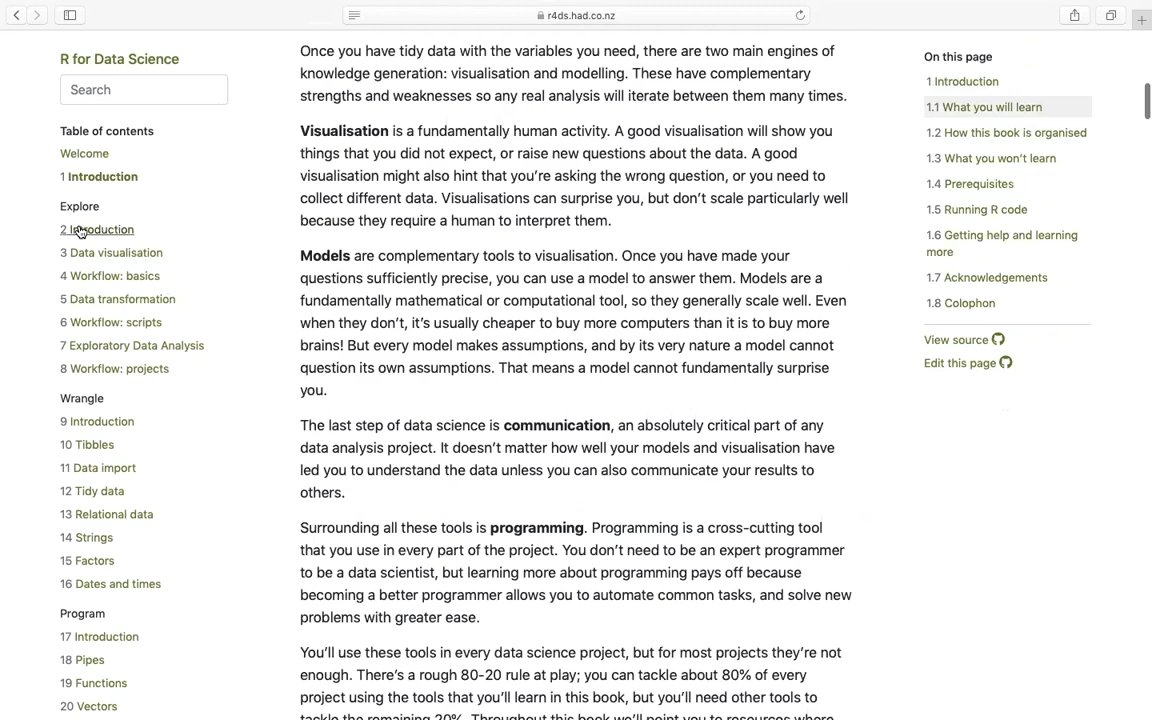 r4ds.had.co.nz
R for Data Science
Search
Table of contents
Welcome
1 Introduction
Explore
2 Introduction
3 Data visualisation
4 Workflow: basics
5 Data transformation
6 Workflow: scripts
7 Exploratory Data Analysis
8 Workflow: projects
Wrangle
9 Introduction
10 Tibbles
11 Data import
12 Tidy data
13 Relational data
14 Strings
15 Factors
16 Dates and times
Program
17 Introduction
18 Pipes
19 Functions
20 Vectors
Once you have tidy data with the variables you need, there are two main engines of
knowledge generation: visualisation and modelling. These have complementary
strengths and weaknesses so any real analysis will iterate between them many times.
Visualisation is a fundamentally human activity. A good visualisation will show you
things that you did not expect, or raise new questions about the data. A good
visualisation might also hint that you’re asking the wrong question, or you need to
collect different data. Visualisations can surprise you, but don’t scale particularly well
because they require a human to interpret them.
Models are complementary tools to visualisation. Once you have made your
questions sufficiently precise, you can use a model to answer them. Models are a
fundamentally mathematical or computational tool, so they generally scale well. Even
when they don’t, it’s usually cheaper to buy more computers than it is to buy more
brains! But every model makes assumptions, and by its very nature a model cannot
question its own assumptions. That means a model cannot fundamentally surprise
you.
The last step of data science is communication, an absolutely critical part of any
data analysis project. It doesn’t matter how well your models and visualisation have
led you to understand the data unless you can also communicate your results to
others.
Surrounding all these tools is programming. Programming is a cross-cutting tool
that you use in every part of the project. You don’t need to be an expert programmer
to be a data scientist, but learning more about programming pays off because
becoming a better programmer allows you to automate common tasks, and solve new
problems with greater ease.
You’ll use these tools in every data science project, but for most projects they’re not
enough. There’s a rough 80-20 rule at play; you can tackle about 80% of every
project using the tools that you’ll learn in this book, but you’ll need other tools to
tackle the remaining 20%. Throughout this book we’ll point you to resources where
On this page
1 Introduction
1.1 What you will learn
1.2 How this book is organised
1.3 What you won’t learn
1.4 Prerequisites
1.5 Running R code
1.6 Getting help and learning
more
1.7 Acknowledgements
1.8 Colophon
View source
Edit this page